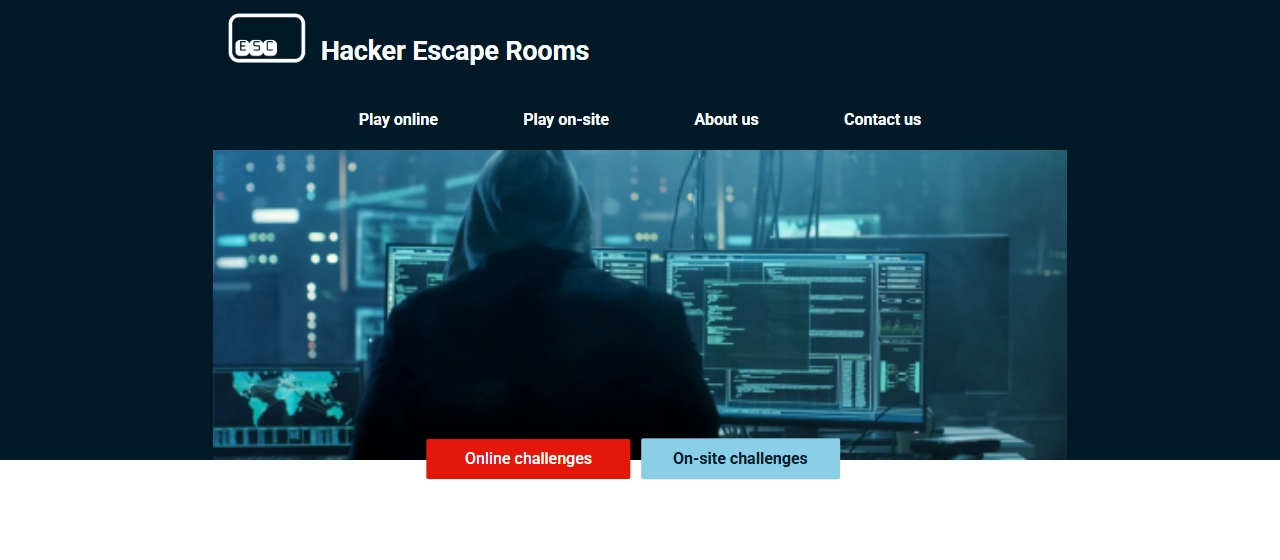 ESC
Hacker Escape Rooms
Play online Play on-site About us Contact us
Online challenges On-site challenges